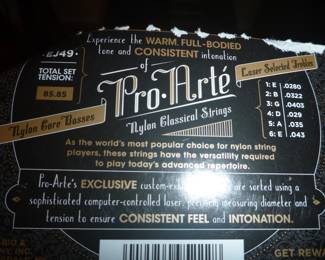 Experience the WARM, FULL-BODIED
tone and CONSISTENT intonation
of
EJ49
TOTAL SET
TENSION:
85.85
Pro·Arté
Nylon Classical Strings
Nylon Core Basses
Laser Selected Trebles
1: E .0280
2: B .0322
3: G .0403
4: D .029
5: A .035
6: E .043
As the world's most popular choice for nylon string
players, these strings have the versatility required
to play today's advanced repertoire.
Pro-Arte's EXCLUSIVE are sorted using a
sophisticated computer-controlled laser, measuring diameter and
tension to ensure CONSISTENT FEEL and INTONATION.
INC.
GET